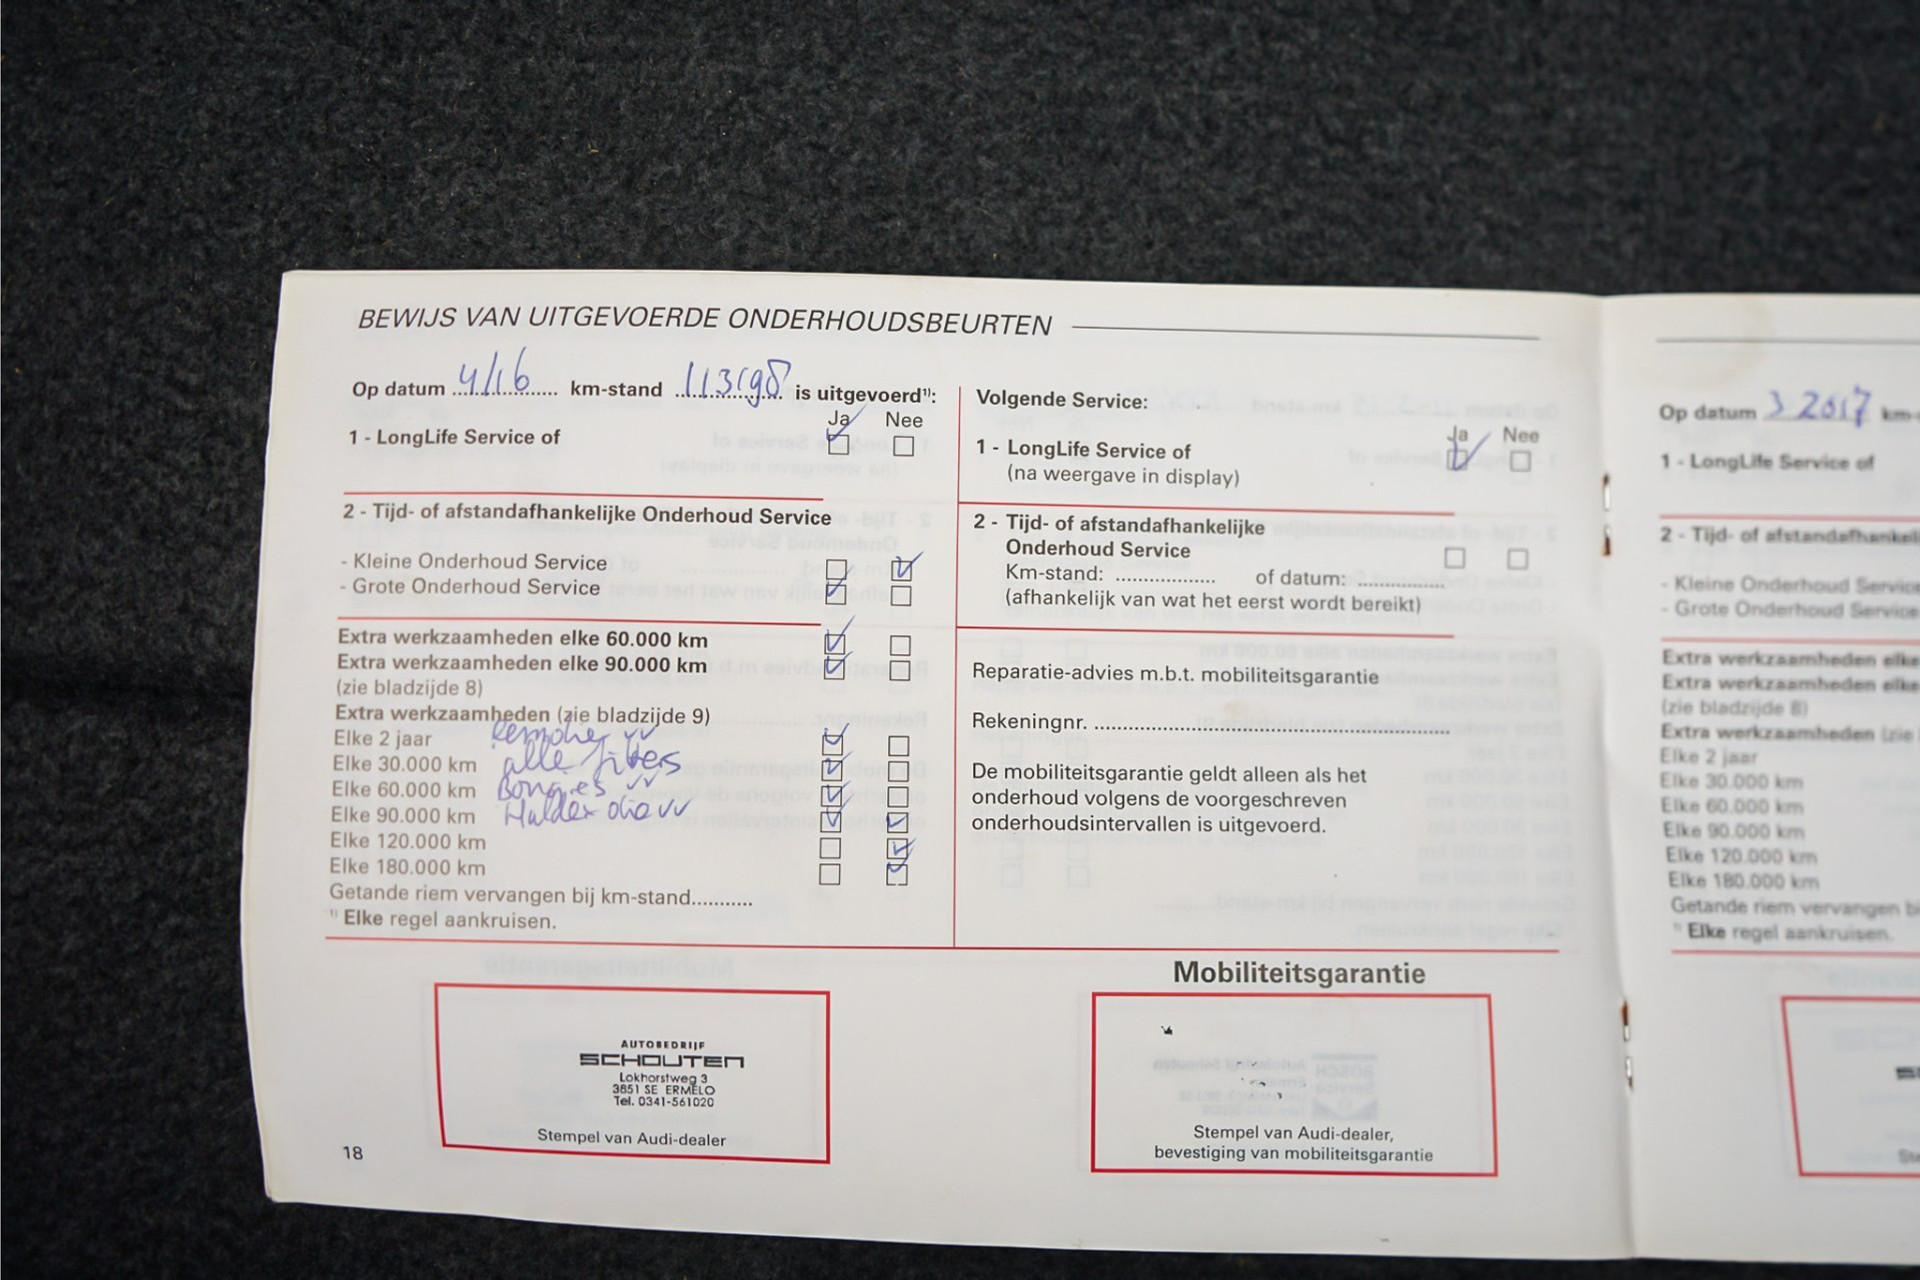 BEWIJS VAN UITGEVOERDE ONDERHOUDSBEURTEN
Op datum 4/16 km-stand 113198 is uitgevoerd¹⁾:
Ja Nee
1 - LongLife Service of
2 - Tijd- of afstandafhankelijke Onderhoud Service
- Kleine Onderhoud Service
- Grote Onderhoud Service
Extra werkzaamheden elke 60.000 km
Extra werkzaamheden elke 90.000 km
(zie bladzijde 8)
Extra werkzaamheden (zie bladzijde 9)
Elke 2 jaar
Elke 30.000 km alle filters
Elke 60.000 km Bougies
Elke 90.000 km Haldex olie
Elke 120.000 km
Elke 180.000 km
Getande riem vervangen bij km-stand...........
¹⁾ Elke regel aankruisen.
AUTOBEDRIJF
SCHOUTEN
Lokhorstweg 3
3851 SE ERMELO
Tel. 0341-561020
Stempel van Audi-dealer
18
Volgende Service:
Ja Nee
1 - LongLife Service of
(na weergave in display)
2 - Tijd- of afstandafhankelijke
Onderhoud Service
Km-stand: ................. of datum: ...............
(afhankelijk van wat het eerst wordt bereikt)
Reparatie-advies m.b.t. mobiliteitsgarantie
Rekeningnr. ..........................................................
De mobiliteitsgarantie geldt alleen als het
onderhoud volgens de voorgeschreven
onderhoudsintervallen is uitgevoerd.
Mobiliteitsgarantie
Stempel van Audi-dealer,
bevestiging van mobiliteitsgarantie
Op datum 3 2017 km-
1 - LongLife Service of
2 - Tijd- of afstandafhankeli
- Kleine Onderhoud Service
- Grote Onderhoud Service
Extra werkzaamheden elke
Extra werkzaamheden elke
(zie bladzijde 8)
Extra werkzaamheden (zie
Elke 2 jaar
Elke 30.000 km
Elke 60.000 km
Elke 90.000 km
Elke 120.000 km
Elke 180.000 km
Getande riem vervangen bi
¹⁾ Elke regel aankruisen.